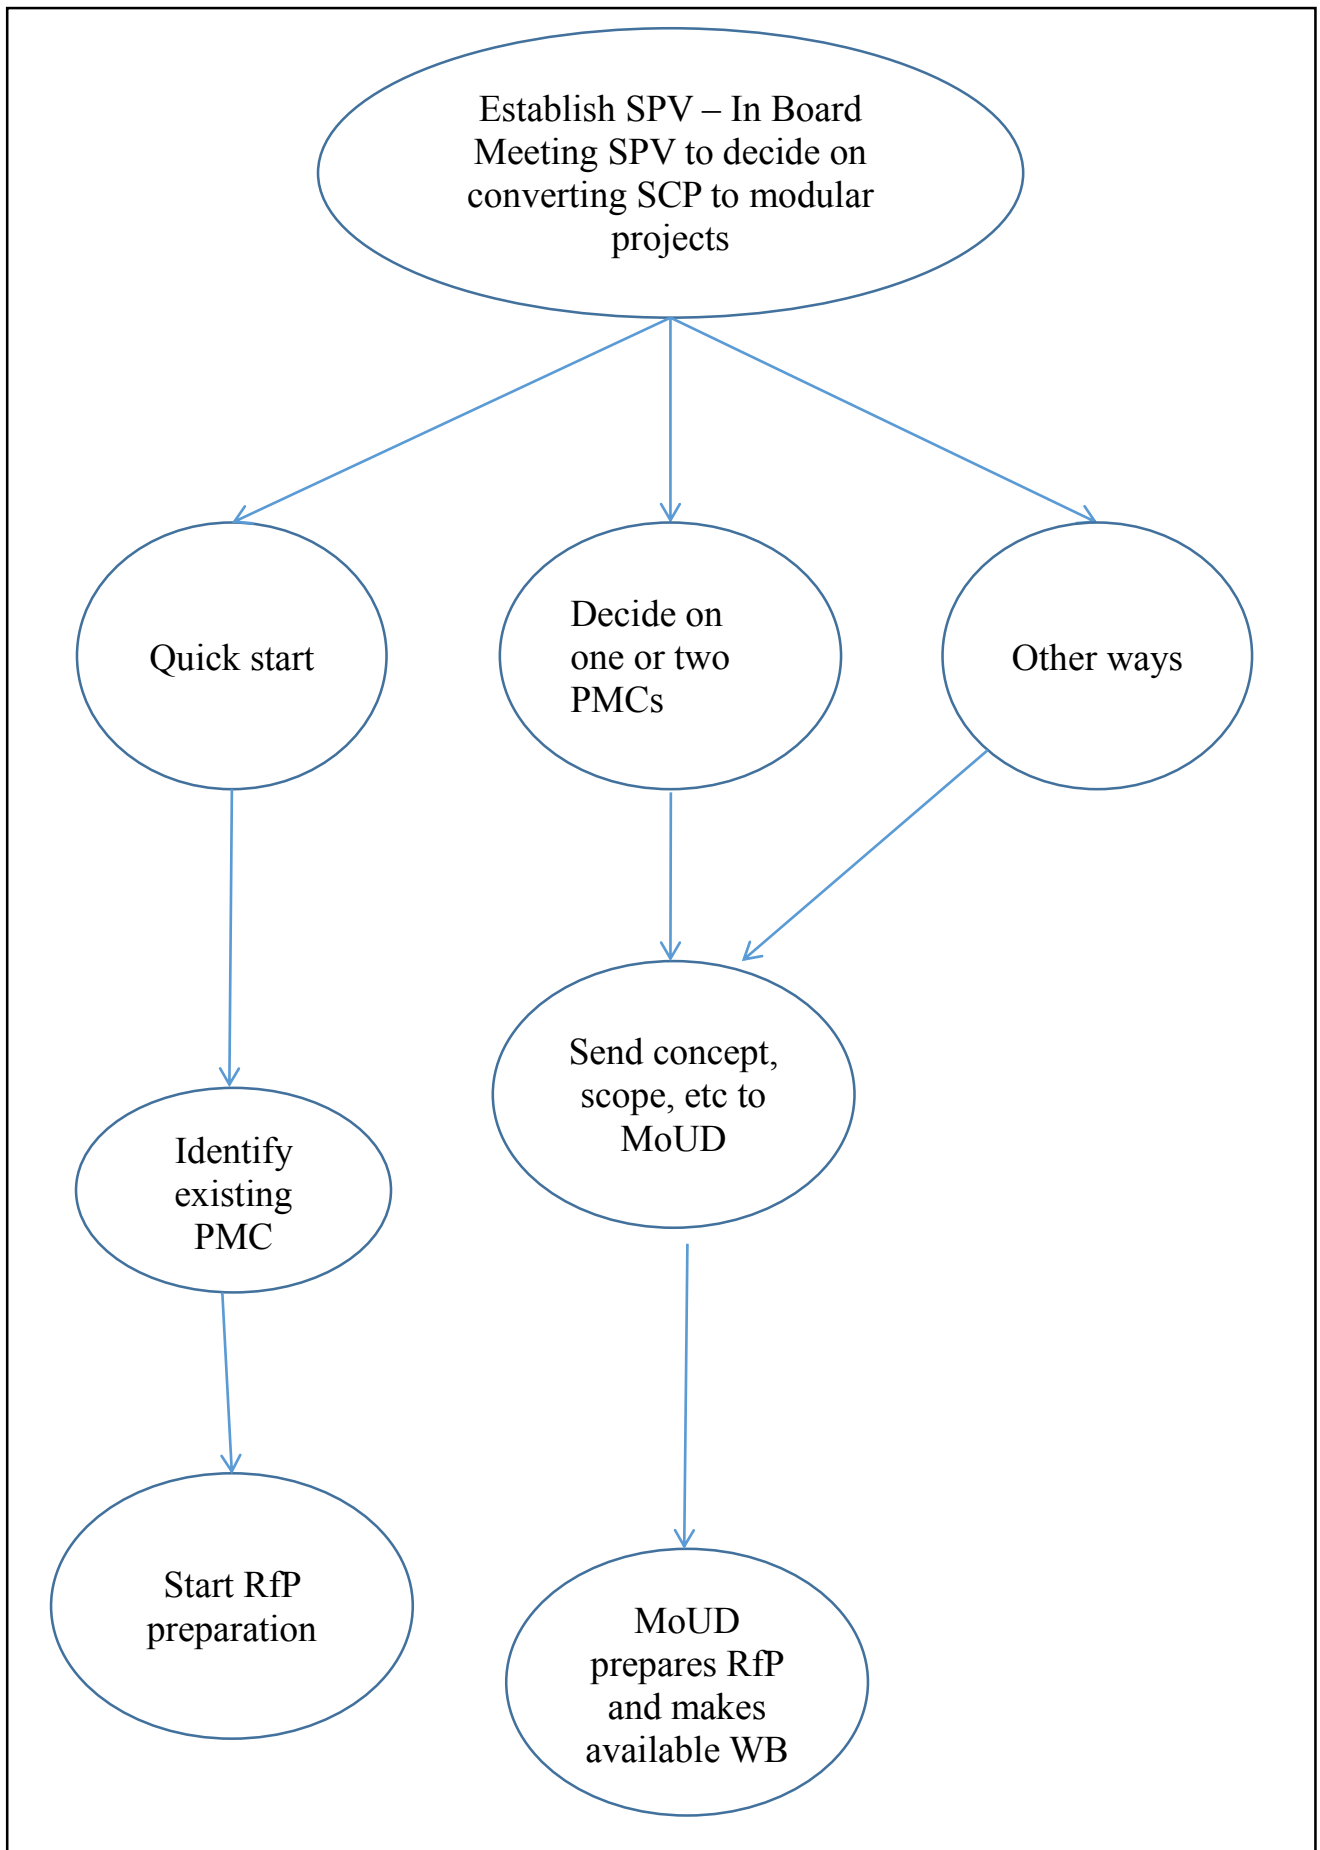 Establish SPV – In Board
Meeting SPV to decide on
converting SCP to modular
projects
Quick start
Decide on
one or two
PMCs
Other ways
Send concept,
scope, etc to
MoUD
Identify
existing
PMC
Start RfP
preparation
MoUD
prepares RfP
and makes
available WB